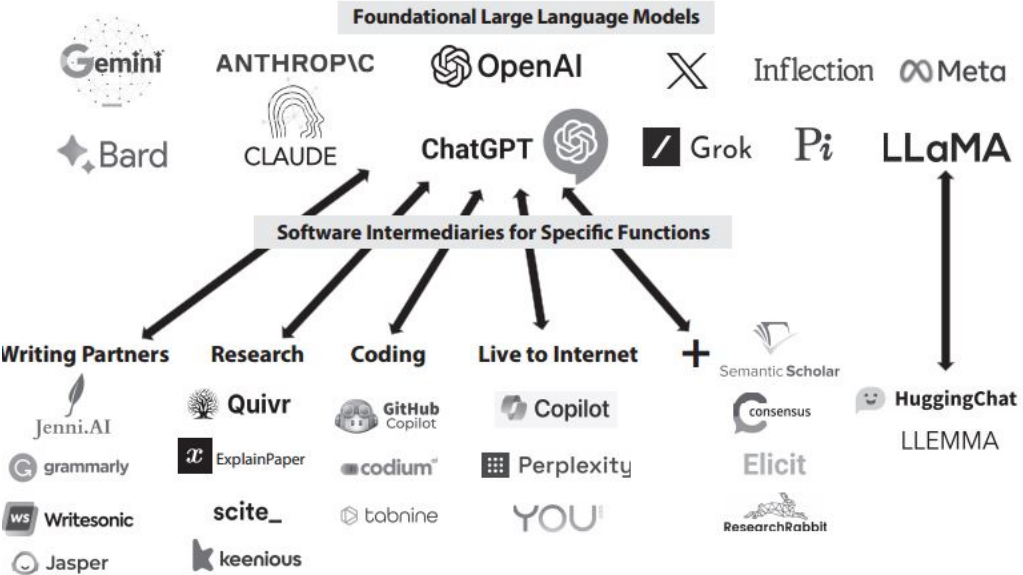 Foundational Large Language Models
Gemini
ANTHROP\C
OpenAI
X
Inflection
Meta
Bard
CLAUDE
ChatGPT
Grok
Pi
LLaMA
Software Intermediaries for Specific Functions
Writing Partners
Jenni.AI
grammarly
WS Writesonic
Jasper
Research
Quivr
x ExplainPaper
scite_
keenious
Coding
GitHub
Copilot
codium
tabnine
Live to Internet
Copilot
Perplexity
YOU
+
Semantic Scholar
Consensus
Elicit
ResearchRabbit
HuggingChat
LLEMMA